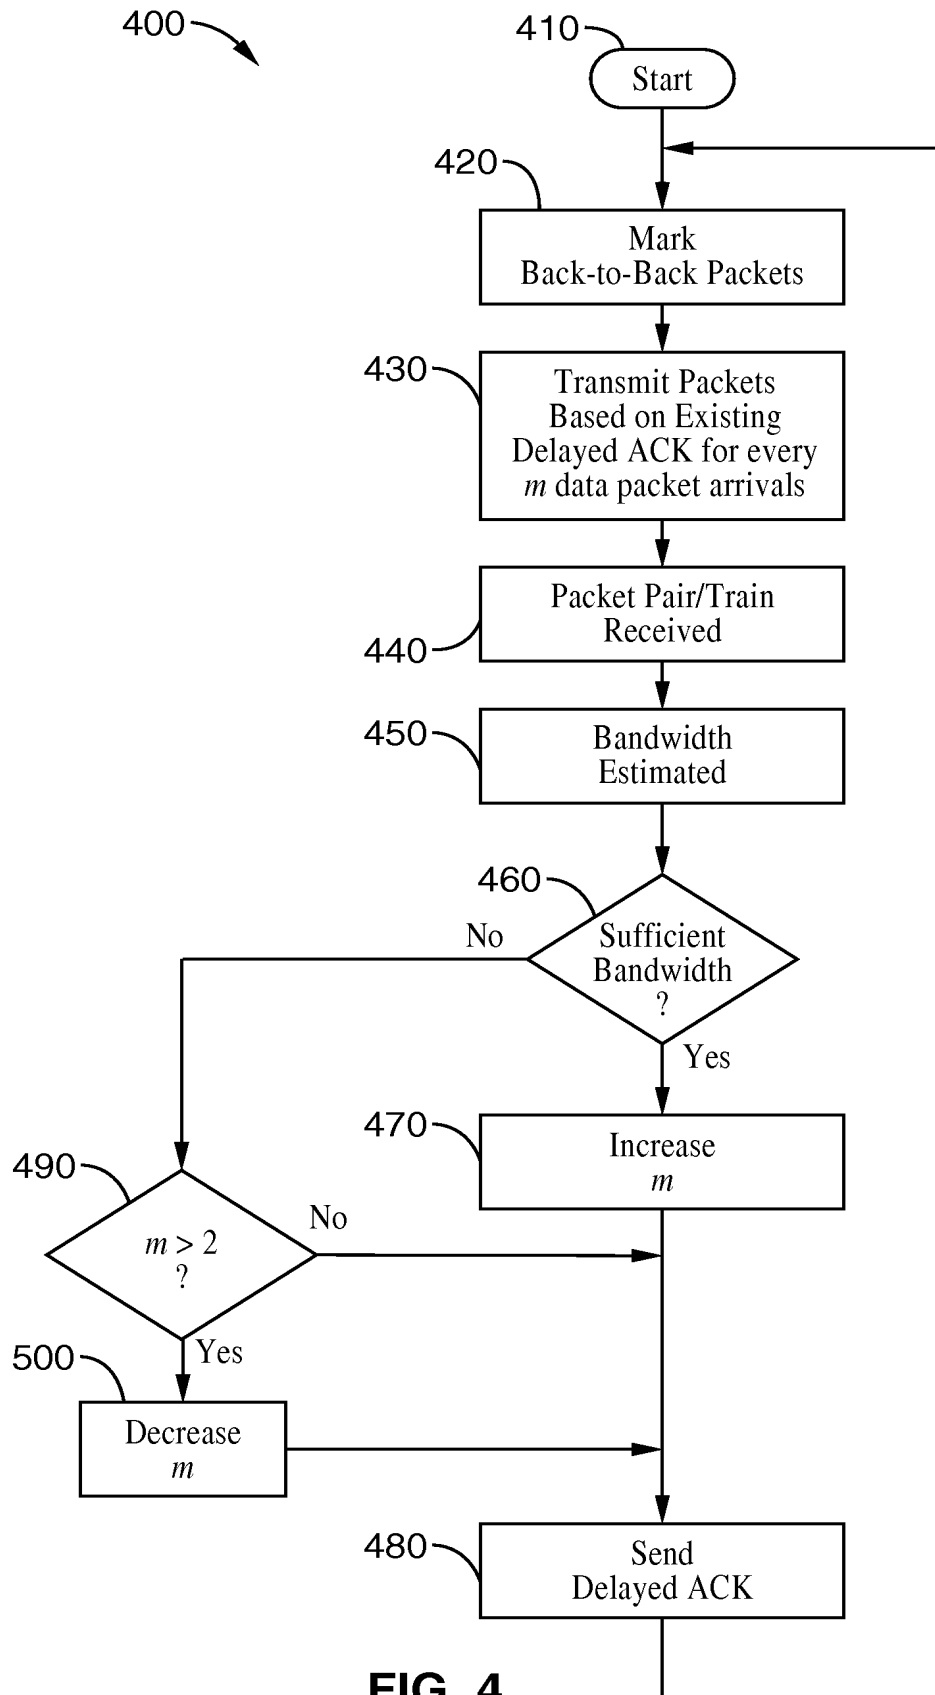 400
410
Start
420
Mark
Back-to-Back Packets
430
Transmit Packets
Based on Existing
Delayed ACK for every
m data packet arrivals
Packet Pair/Train
Received
440
450
Bandwidth
Estimated
460
No
Sufficient
Bandwidth
?
Yes
470
Increase
m
490
No
m > 2
?
Yes
500
Decrease
m
480
Send
Delayed ACK
FIG. 4